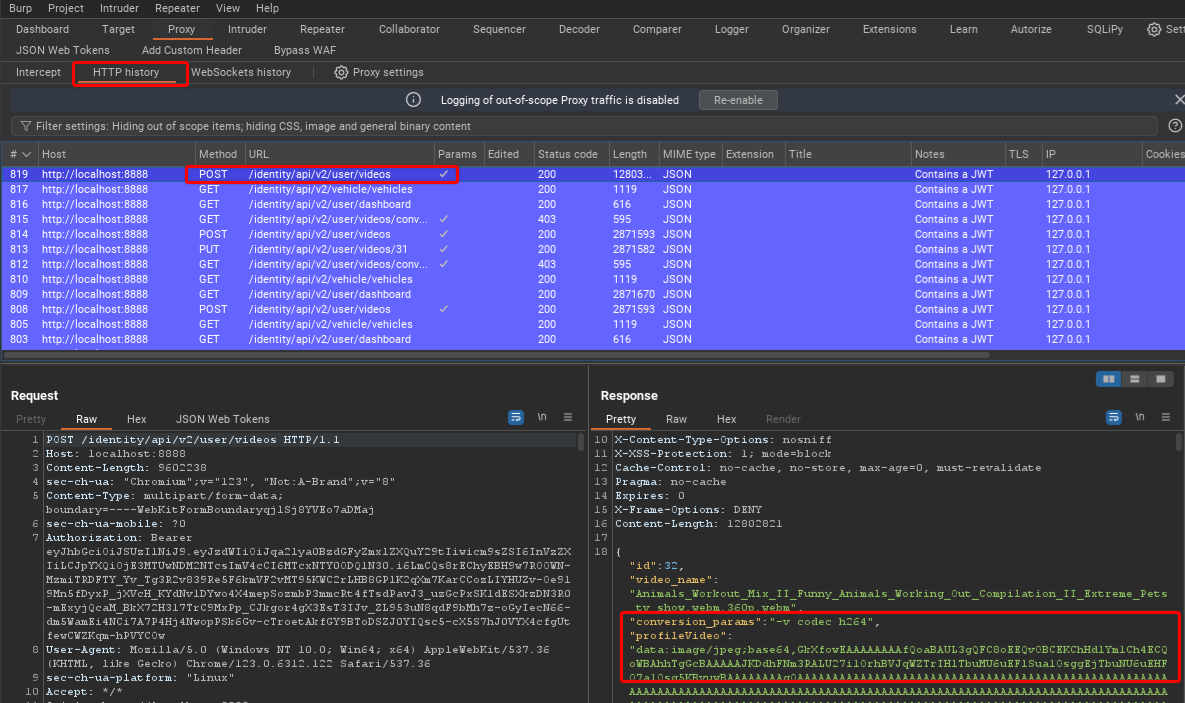 Burp Project Intruder Repeater View Help
Dashboard Target Proxy Intruder Repeater Collaborator Sequencer Decoder Comparer Logger Organizer Extensions Learn Autorize SQLiPy Sett
JSON Web Tokens Add Custom Header Bypass WAF
Intercept HTTP history WebSockets history Proxy settings
Logging of out-of-scope Proxy traffic is disabled Re-enable
Filter settings: Hiding out of scope items; hiding CSS, image and general binary content
# Host Method URL Params Edited Status code Length MIME type Extension Title Notes TLS IP Cookies
819 http://localhost:8888 POST /identity/api/v2/user/videos ✓ 200 12803... JSON Contains a JWT 127.0.0.1
817 http://localhost:8888 GET /identity/api/v2/vehicle/vehicles 200 1119 JSON Contains a JWT 127.0.0.1
816 http://localhost:8888 GET /identity/api/v2/user/dashboard 200 616 JSON Contains a JWT 127.0.0.1
815 http://localhost:8888 GET /identity/api/v2/user/videos/conv... ✓ 403 595 JSON Contains a JWT 127.0.0.1
814 http://localhost:8888 POST /identity/api/v2/user/videos ✓ 200 2871593 JSON Contains a JWT 127.0.0.1
813 http://localhost:8888 PUT /identity/api/v2/user/videos/31 ✓ 200 2871582 JSON Contains a JWT 127.0.0.1
812 http://localhost:8888 GET /identity/api/v2/user/videos/conv... ✓ 403 595 JSON Contains a JWT 127.0.0.1
810 http://localhost:8888 GET /identity/api/v2/vehicle/vehicles 200 1119 JSON Contains a JWT 127.0.0.1
809 http://localhost:8888 GET /identity/api/v2/user/dashboard 200 2871670 JSON Contains a JWT 127.0.0.1
808 http://localhost:8888 POST /identity/api/v2/user/videos ✓ 200 2871593 JSON Contains a JWT 127.0.0.1
805 http://localhost:8888 GET /identity/api/v2/vehicle/vehicles 200 1119 JSON Contains a JWT 127.0.0.1
803 http://localhost:8888 GET /identity/api/v2/user/dashboard 200 616 JSON Contains a JWT 127.0.0.1
Request
Pretty Raw Hex JSON Web Tokens \n
1 POST /identity/api/v2/user/videos HTTP/1.1
2 Host: localhost:8888
3 Content-Length: 9602238
4 sec-ch-ua: "Chromium";v="123", "Not:A-Brand";v="8"
5 Content-Type: multipart/form-data;
boundary=----WebKitFormBoundaryqjlSj8YVEo7aDMaj
6 sec-ch-ua-mobile: ?0
7 Authorization: Bearer
8 User-Agent: Mozilla/5.0 (Windows NT 10.0; Win64; x64) AppleWebKit/537.36
(KHTML, like Gecko) Chrome/123.0.6312.122 Safari/537.36
9 sec-ch-ua-platform: "Linux"
10 Accept: */*
Response
Pretty Raw Hex Render \n
10 X-Content-Type-Options: nosniff
11 X-XSS-Protection: 1; mode=block
12 Cache-Control: no-cache, no-store, max-age=0, must-revalidate
13 Pragma: no-cache
14 Expires: 0
15 X-Frame-Options: DENY
16 Content-Length: 12802821
17
18 {
"id":32,
"video_name":
"Animals_Workout_Mix_II_Funny_Animals_Working_Out_Compilation_II_Extreme_Pets_
tv_show.webm.360p.webm",
"conversion_params":"-v codec h264",
"profileVideo":
"data:image/jpeg;base64,